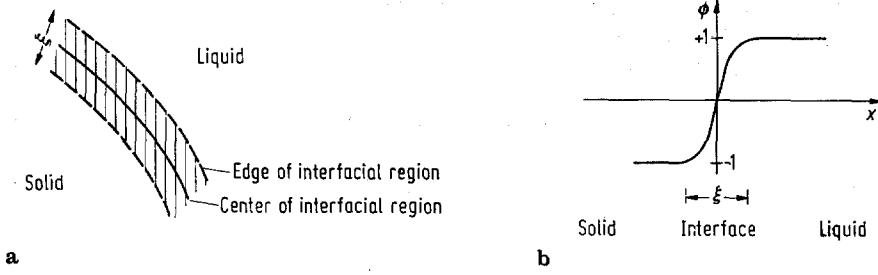 ξ
Liquid
Solid
Edge of interfacial region
Center of interfacial region
a
ϕ
+1
x
-1
ξ
Solid Interface Liquid
b